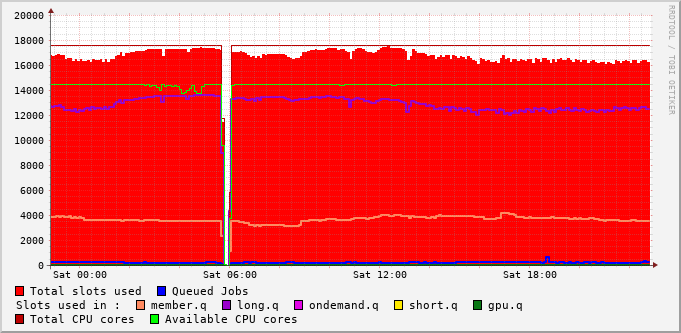 20000
18000
16000
14000
12000
10000
8000
6000
4000
2000
0
Sat 00:00 Sat 06:00 Sat 12:00 Sat 18:00
RRDTOOL / TOBI OETIKER
Total slots used Queued Jobs
Slots used in : member.q long.q ondemand.q short.q gpu.q
Total CPU cores Available CPU cores